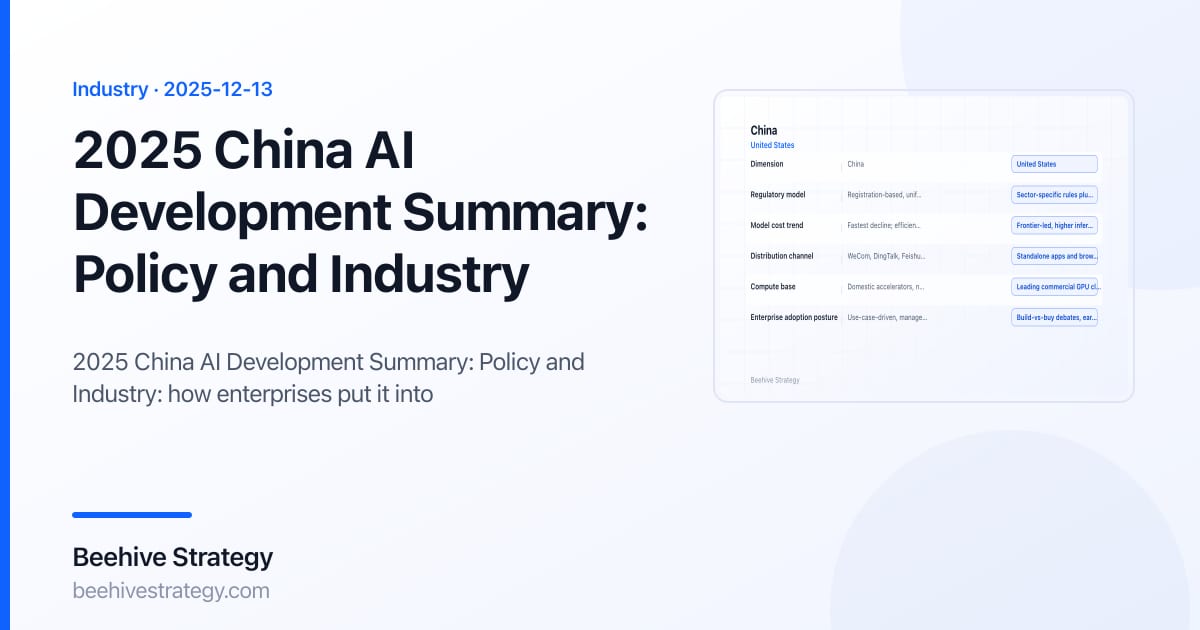 Industry · 2025-12-13
2025 China AI
Development Summary:
Policy and Industry
2025 China AI Development Summary: Policy and
Industry: how enterprises put it into
Beehive Strategy
beehivestrategy.com
China
United States
Dimension China United States
Regulatory model Registration-based, unif... Sector-specific rules plu...
Model cost trend Fastest decline; efficien... Frontier-led, higher infer...
Distribution channel WeCom, DingTalk, Feishu... Standalone apps and brow...
Compute base Domestic accelerators, n... Leading commercial GPU cl...
Enterprise adoption posture Use-case-driven, manage... Build-vs-buy debates, ear...
Beehive Strategy